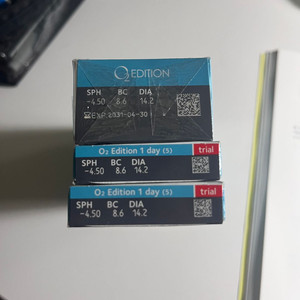 O2 EDITION
SPH BC DIA
-4.50 8.6 14.2
EXP 2031-04-30
O2 Edition 1 day (5) trial
SPH BC DIA
-4.50 8.6 14.2
O2 Edition 1 day (5) trial
SPH BC DIA
-4.50 8.6 14.2